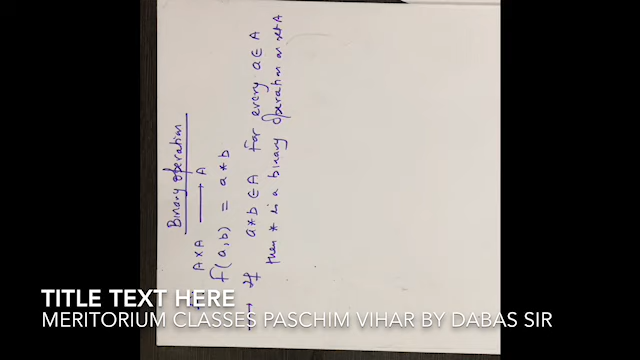 Binary operation
A×A ⟶ A
f(a,b) = a*b
→ If a*b ∈ A for every a ∈ A
then * is a binary operation on set A
TITLE TEXT HERE
MERITORIUM CLASSES PASCHIM VIHAR BY DABAS SIR